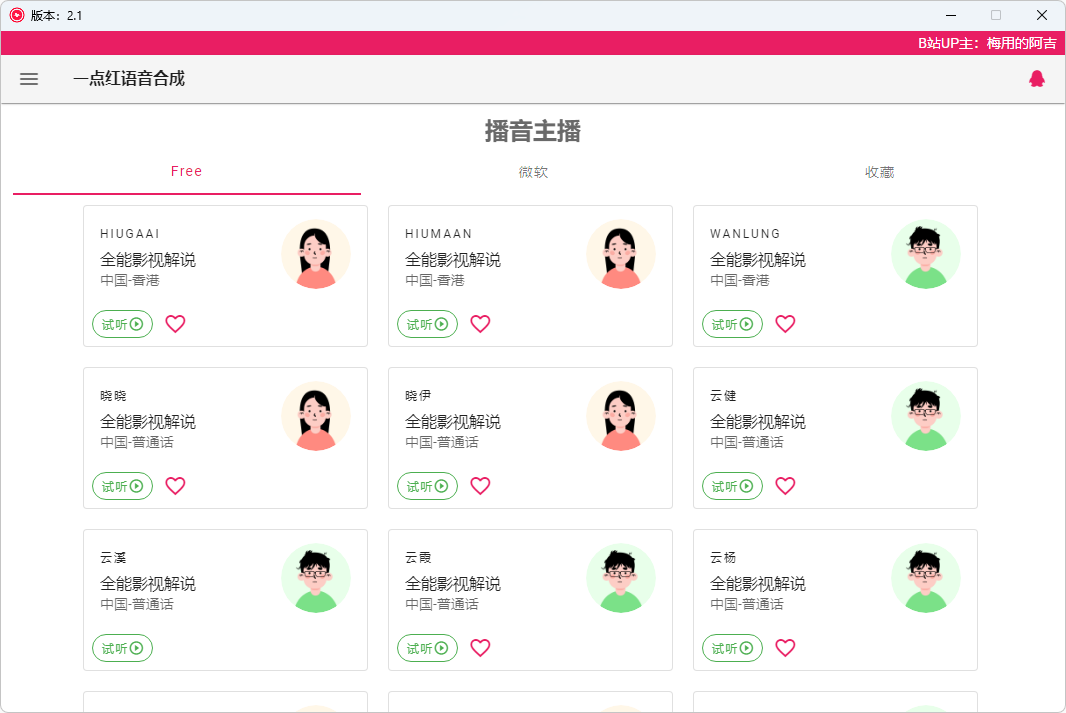 版本：2.1
B站UP主：梅用的阿吉
一点红语音合成
播音主播
Free
微软
收藏
HIUGAAI
全能影视解说
中国-香港
试听
HIUMAAN
全能影视解说
中国-香港
试听
WANLUNG
全能影视解说
中国-香港
试听
晓晓
全能影视解说
中国-普通话
试听
晓伊
全能影视解说
中国-普通话
试听
云健
全能影视解说
中国-普通话
试听
云溪
全能影视解说
中国-普通话
试听
云霞
全能影视解说
中国-普通话
试听
云杨
全能影视解说
中国-普通话
试听